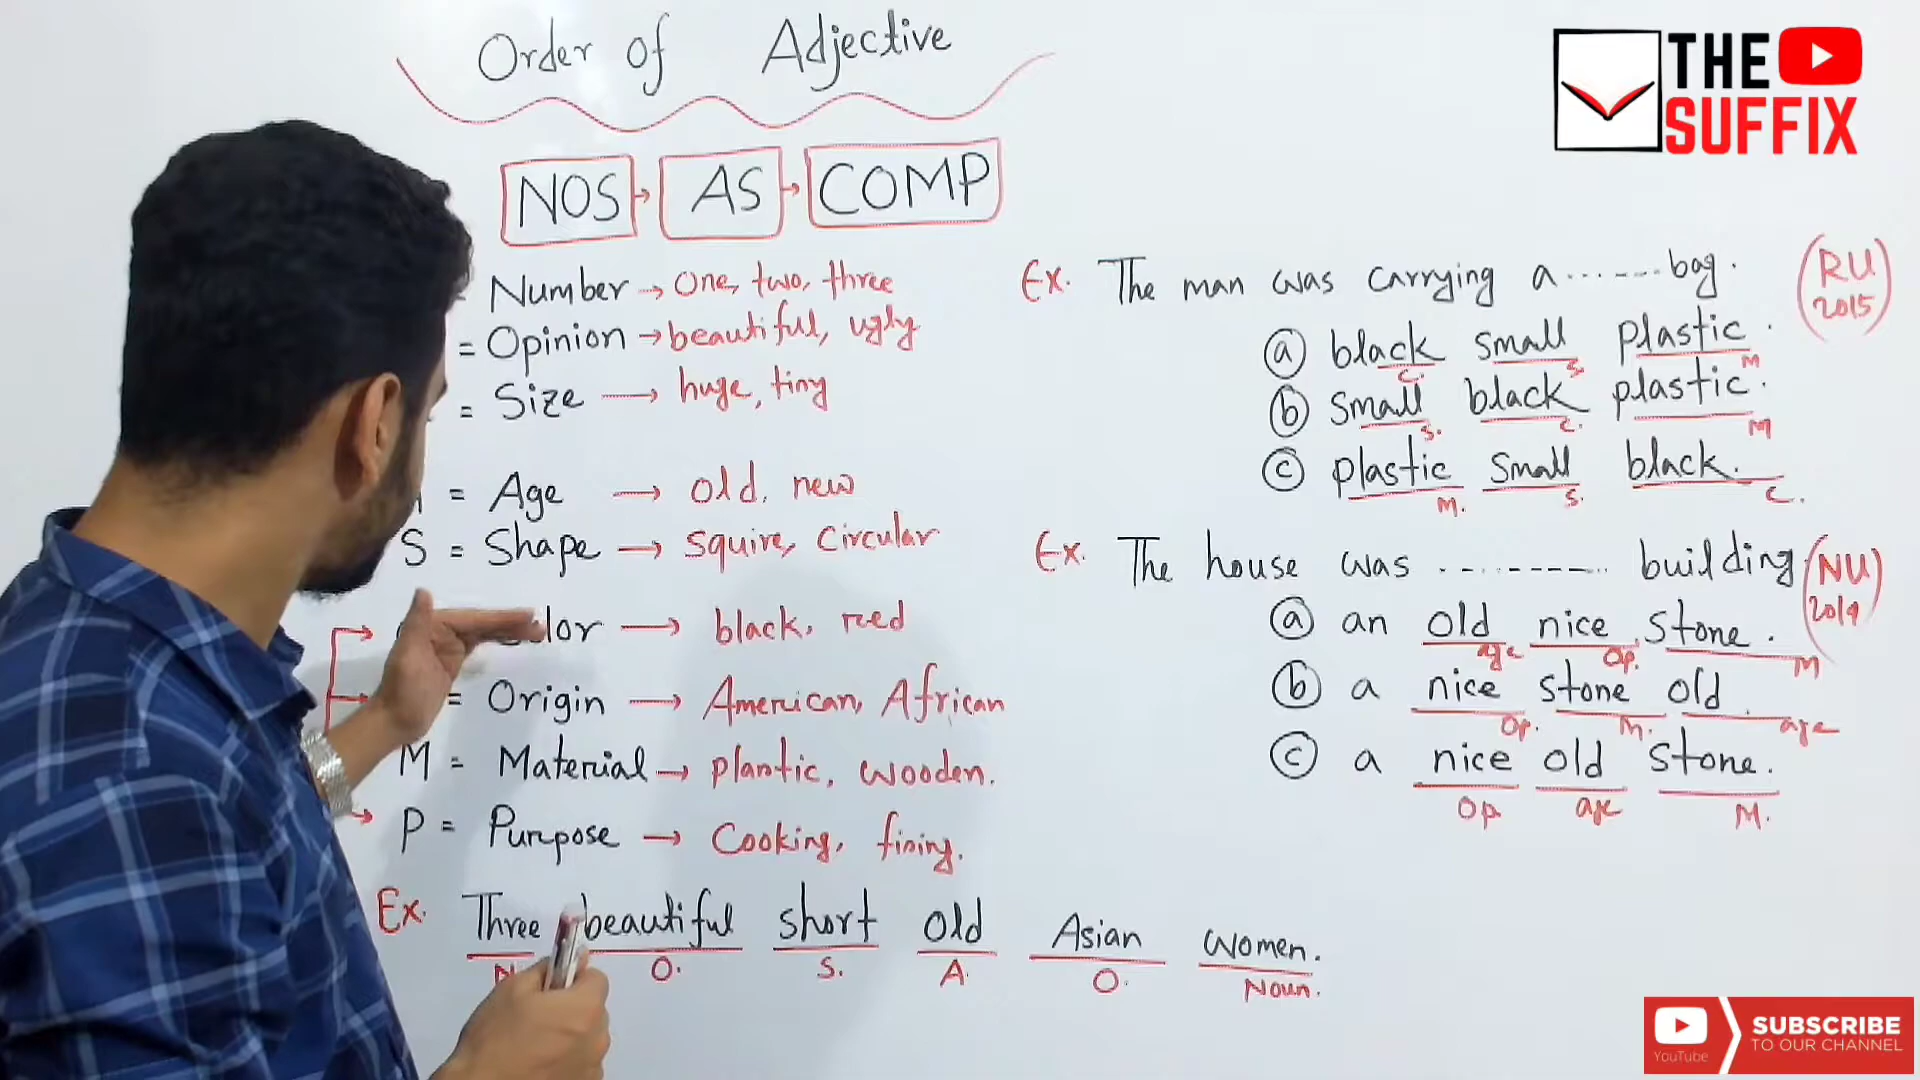 Order of Adjective
NOS → AS → COMP
= Number → One, two, three
= Opinion → beautiful, ugly
= Size → huge, tiny
= Age → old, new
S = Shape → squire, circular
→ black, red
= Origin → American, African
M = Material → plantic, wooden.
P = Purpose → Cooking,
Ex. Three beautiful short old Asian women.
N O. S. A. O. Noun.
Ex. The man was carrying a ........ bag. (RU 2015)
(a) black small plastic.
C. S. M
(b) small black plastic.
S. C. M
(c) plastic small black.
M. S. C.
Ex. The house was .......... building (NU 2019)
(a) an old nice stone.
age Op. M
(b) a nice stone old
Op. M. age
(c) a nice old stone.
Op age M.
THE SUFFIX
YouTube
SUBSCRIBE
TO OUR CHANNEL